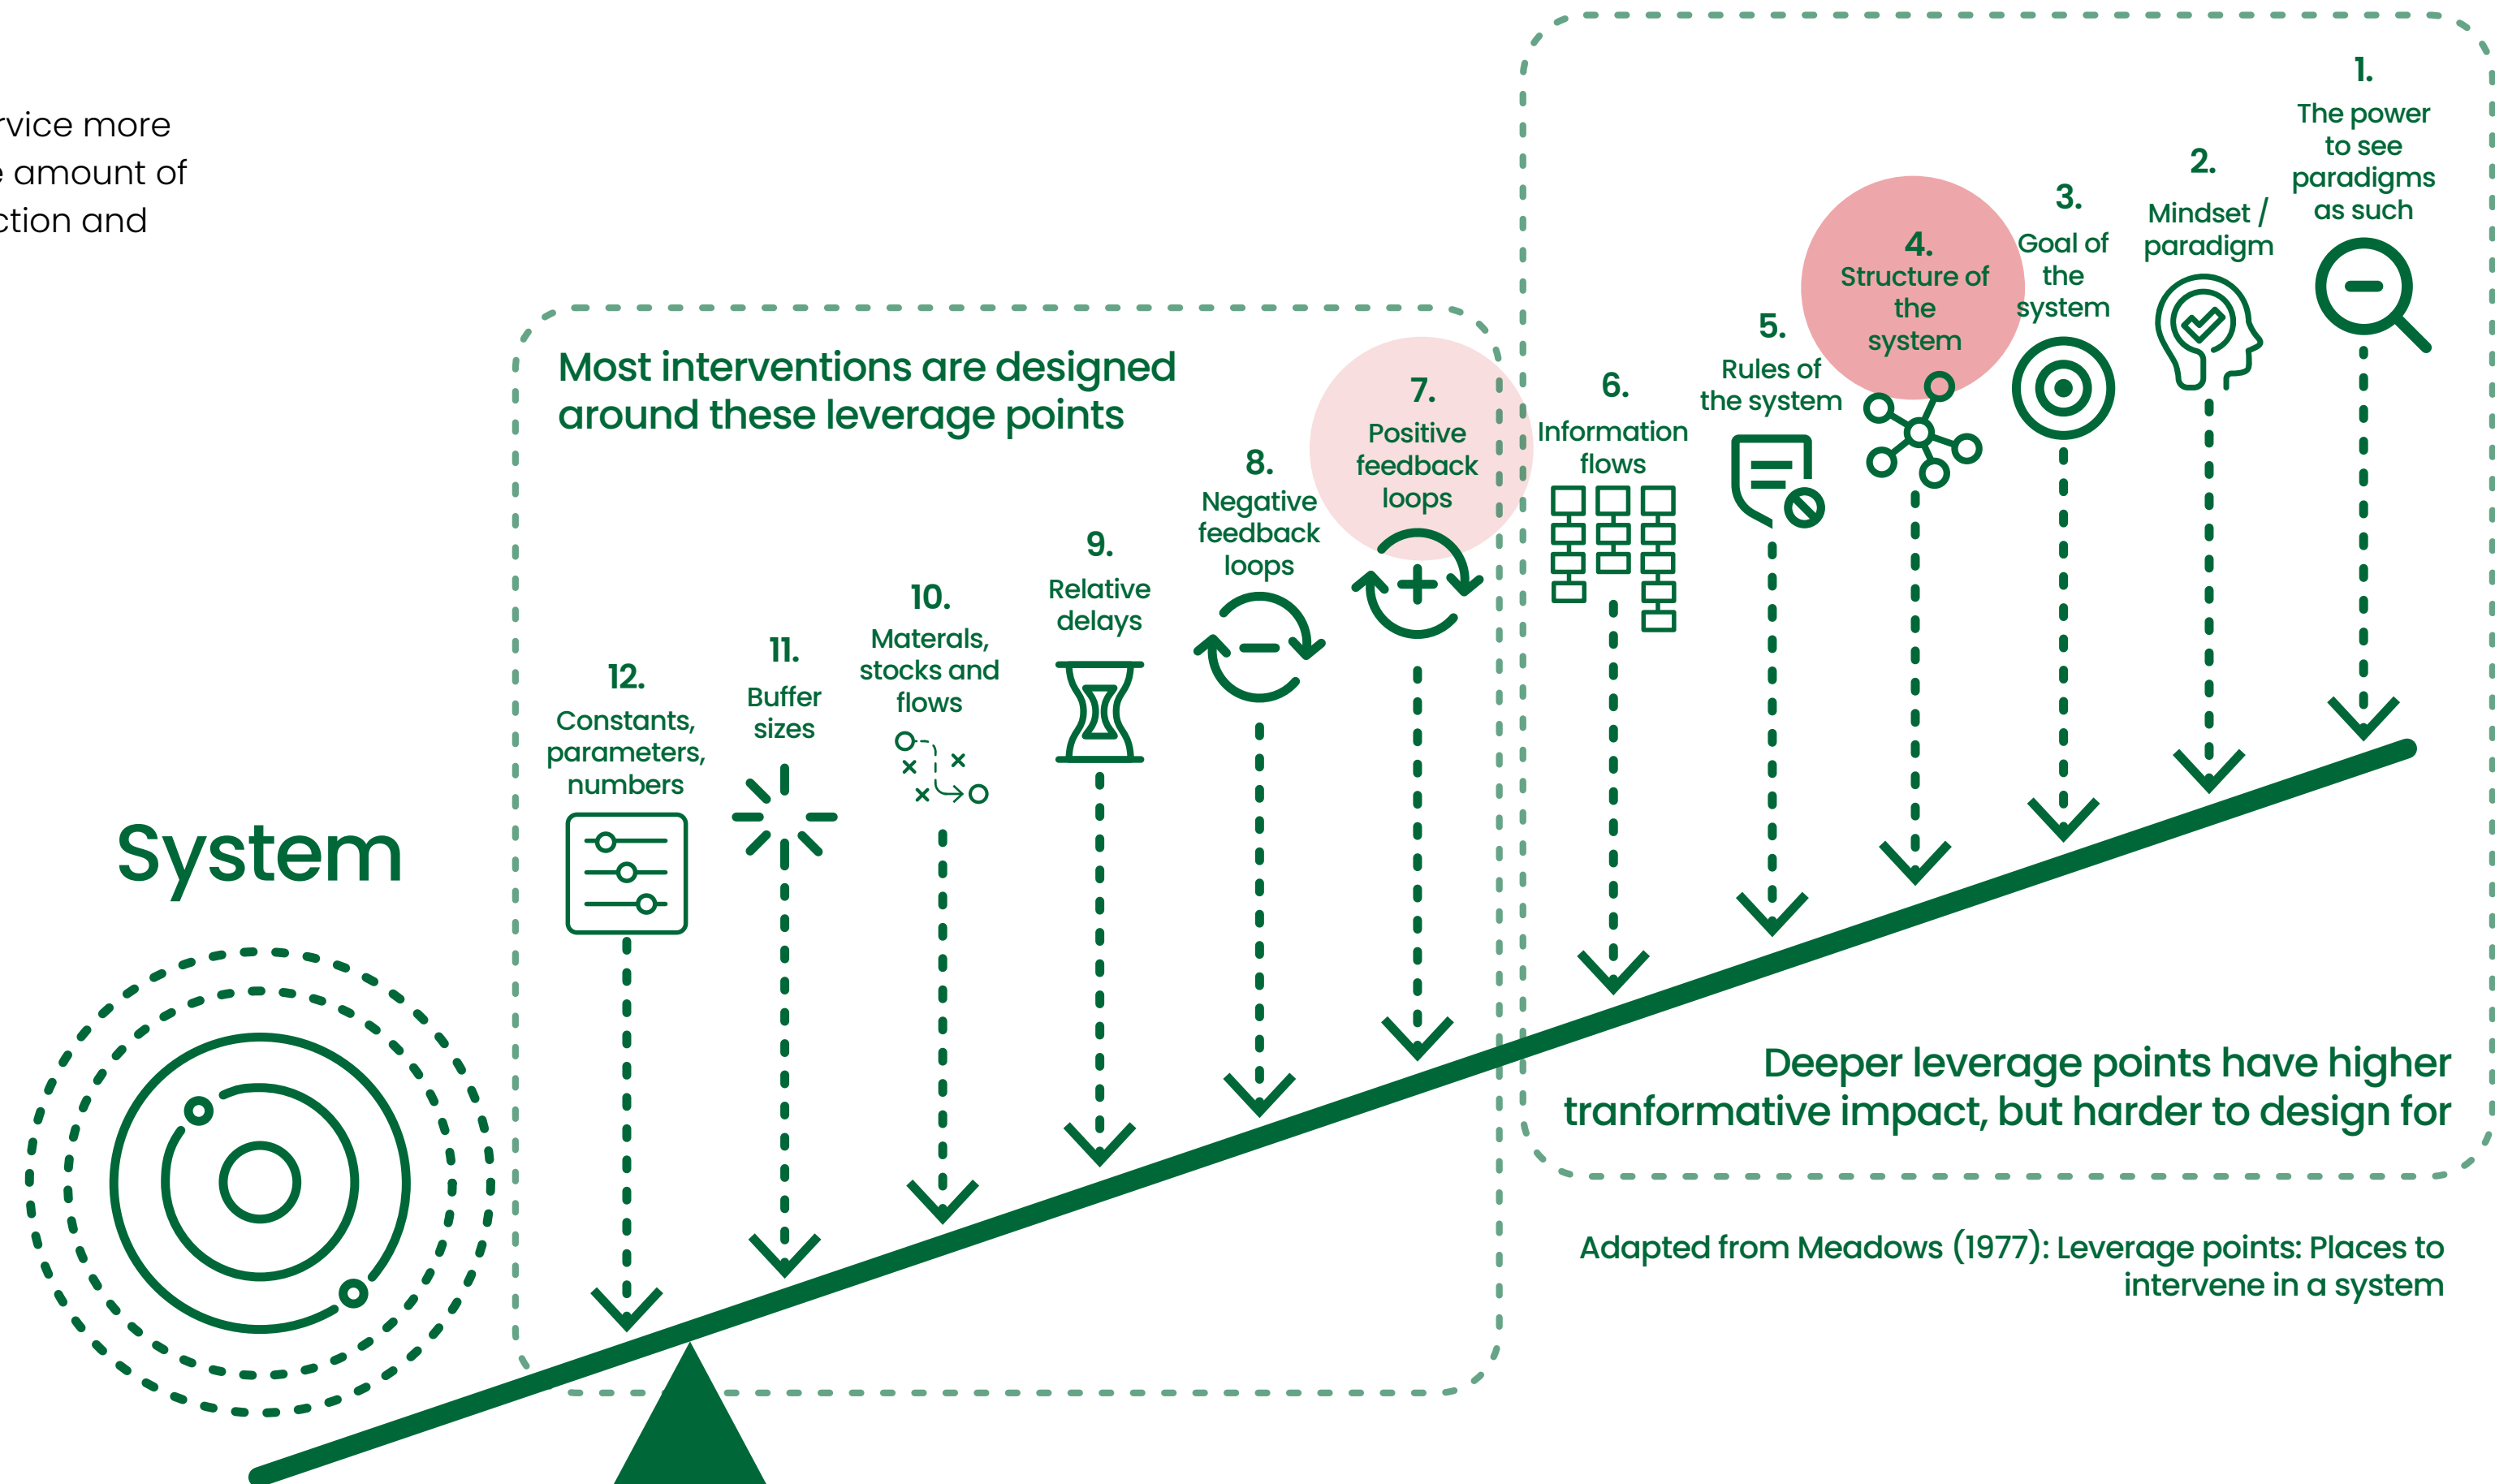 rvice more
amount of
ction and
Most interventions are designed
around these leverage points
System
12.
Constants,
parameters,
numbers
11.
Buffer
sizes
10.
Materals,
stocks and
flows
9.
Relative
delays
8.
Negative
feedback
loops
7.
Positive
feedback
loops
6.
Information
flows
5.
Rules of
the system
4.
Structure of
the
system
3.
Goal of
the
system
2.
Mindset /
paradigm
1.
The power
to see
paradigms
as such
Deeper leverage points have higher
tranformative impact, but harder to design for
Adapted from Meadows (1977): Leverage points: Places to
intervene in a system